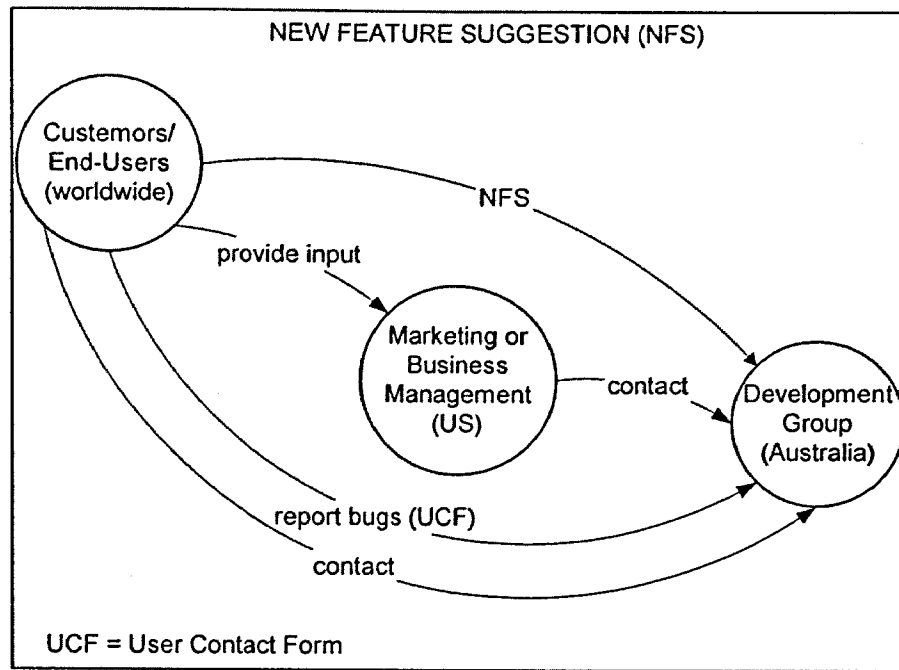 NEW FEATURE SUGGESTION (NFS)
Custemors/
End-Users
(worldwide)
NFS
provide input
Marketing or
Business
Management
(US)
contact
Development
Group
(Australia)
report bugs (UCF)
contact
UCF = User Contact Form